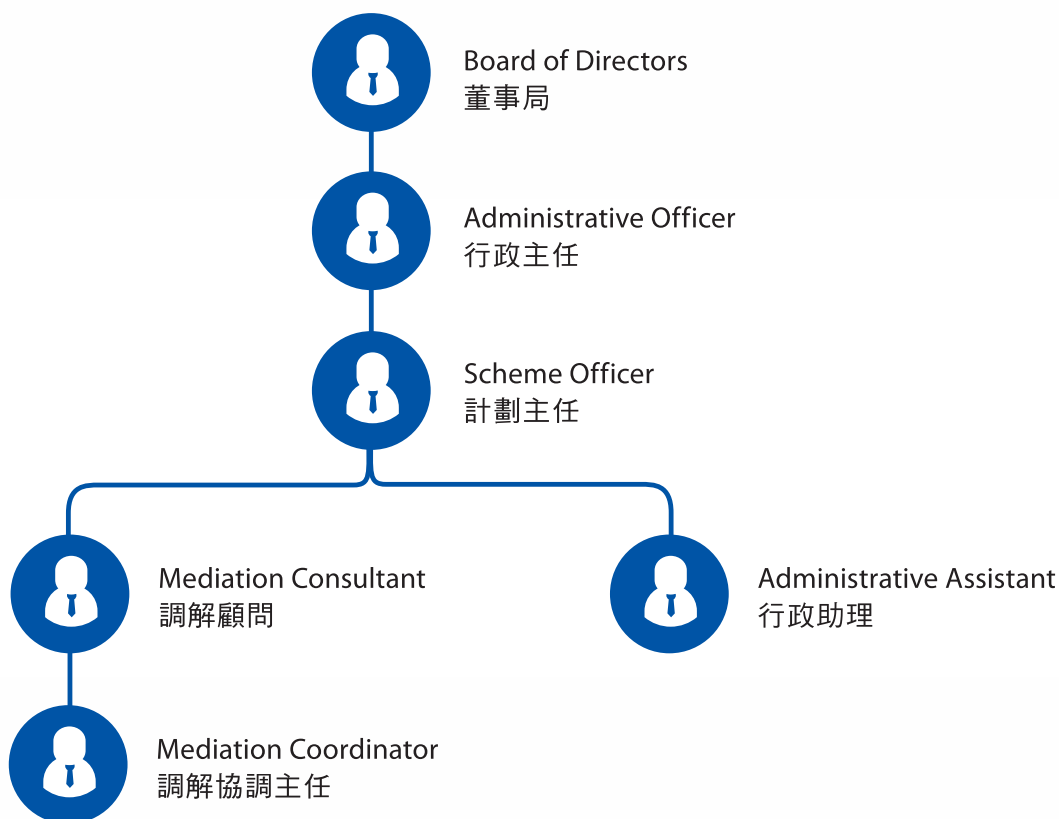 Board of Directors
董事局
Administrative Officer
行政主任
Scheme Officer
計劃主任
Mediation Consultant
調解顧問
Administrative Assistant
行政助理
Mediation Coordinator
調解協調主任